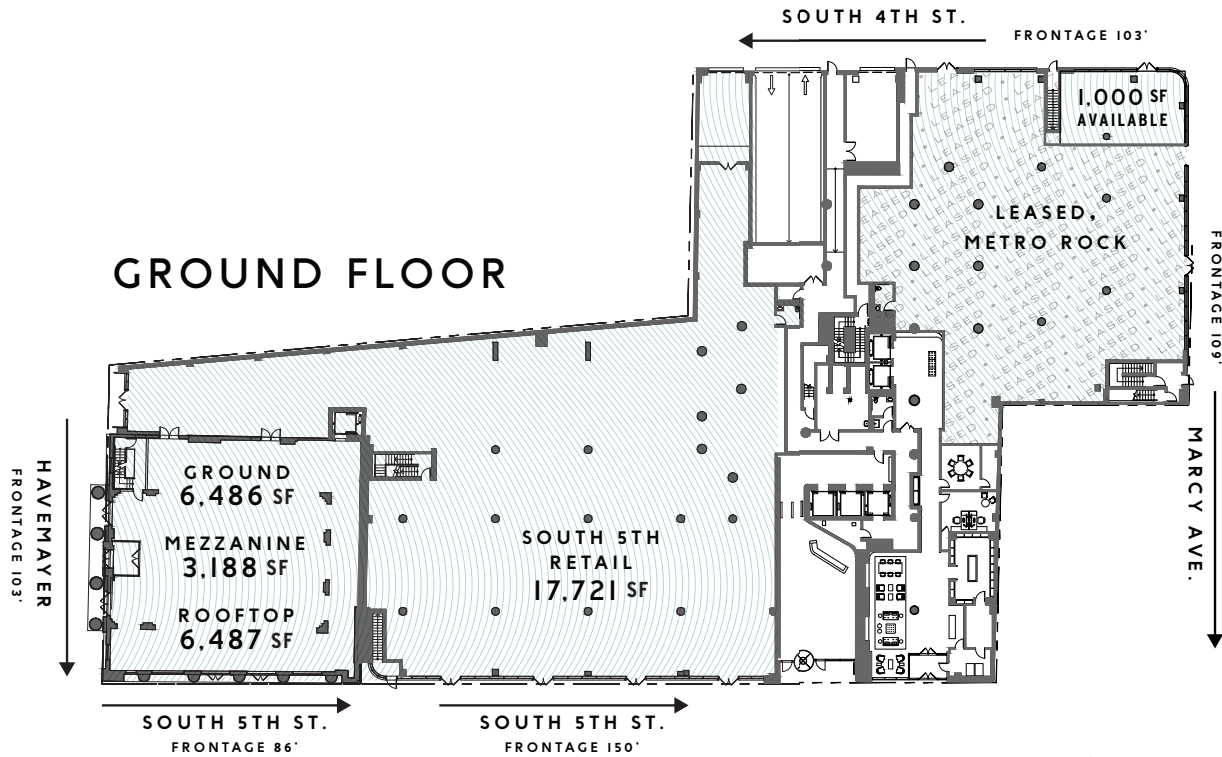 SOUTH 4TH ST.
FRONTAGE 103'
1,000 SF
AVAILABLE
LEASED,
METRO ROCK
GROUND FLOOR
FRONTAGE 109'
MARCY AVE.
HAVEMAYER
FRONTAGE 103'
GROUND
6,486 SF
MEZZANINE
3,188 SF
ROOFTOP
6,487 SF
SOUTH 5TH
RETAIL
17,721 SF
SOUTH 5TH ST.
FRONTAGE 86'
SOUTH 5TH ST.
FRONTAGE 150'